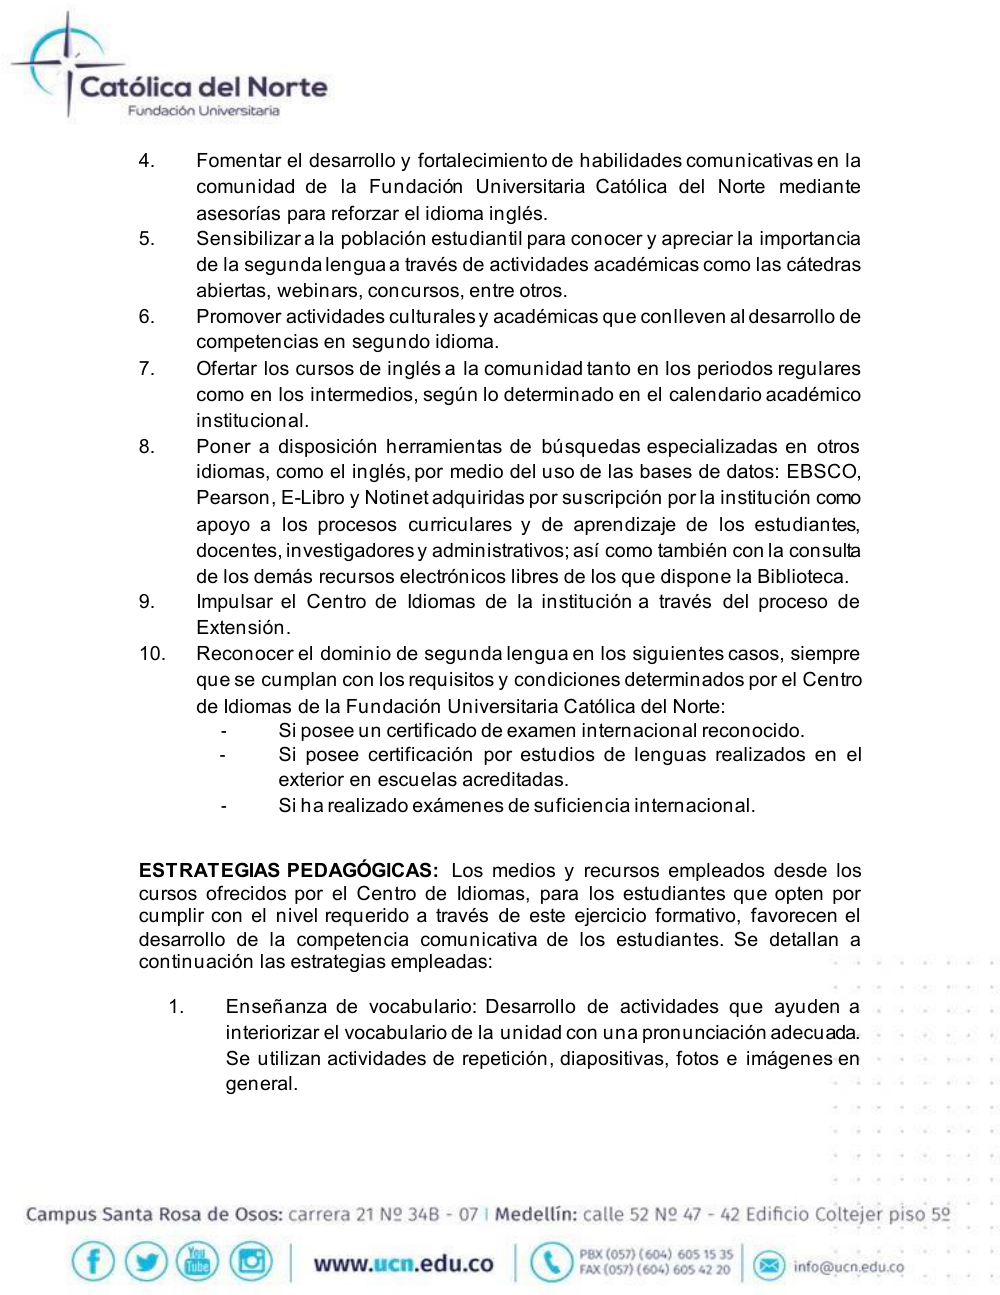 Católica del Norte
Fundación Universitaria
4. Fomentar el desarrollo y fortalecimiento de habilidades comunicativas en la
comunidad de la Fundación Universitaria Católica del Norte mediante
asesorías para reforzar el idioma inglés.
5. Sensibilizar a la población estudiantil para conocer y apreciar la importancia
de la segunda lengua a través de actividades académicas como las cátedras
abiertas, webinars, concursos, entre otros.
6. Promover actividades culturales y académicas que conlleven al desarrollo de
competencias en segundo idioma.
7. Ofertar los cursos de inglés a la comunidad tanto en los periodos regulares
como en los intermedios, según lo determinado en el calendario académico
institucional.
8. Poner a disposición herramientas de búsquedas especializadas en otros
idiomas, como el inglés, por medio del uso de las bases de datos: EBSCO,
Pearson, E-Libro y Notinet adquiridas por suscripción por la institución como
apoyo a los procesos curriculares y de aprendizaje de los estudiantes,
docentes, investigadores y administrativos; así como también con la consulta
de los demás recursos electrónicos libres de los que dispone la Biblioteca.
9. Impulsar el Centro de Idiomas de la institución a través del proceso de
Extensión.
10. Reconocer el dominio de segunda lengua en los siguientes casos, siempre
que se cumplan con los requisitos y condiciones determinados por el Centro
de Idiomas de la Fundación Universitaria Católica del Norte:
- Si posee un certificado de examen internacional reconocido.
- Si posee certificación por estudios de lenguas realizados en el
exterior en escuelas acreditadas.
- Si ha realizado exámenes de suficiencia internacional.
ESTRATEGIAS PEDAGÓGICAS: Los medios y recursos empleados desde los
cursos ofrecidos por el Centro de Idiomas, para los estudiantes que opten por
cumplir con el nivel requerido a través de este ejercicio formativo, favorecen el
desarrollo de la competencia comunicativa de los estudiantes. Se detallan a
continuación las estrategias empleadas:
1. Enseñanza de vocabulario: Desarrollo de actividades que ayuden a
interiorizar el vocabulario de la unidad con una pronunciación adecuada.
Se utilizan actividades de repetición, diapositivas, fotos e imágenes en
general.
Campus Santa Rosa de Osos: carrera 21 Nº 34B - 07 | Medellín: calle 52 Nº 47 - 42 Edificio Coltejer piso 5º
You
Tube
www.ucn.edu.co
PBX (057) (604) 605 15 35
FAX (057) (604) 605 42 20
info@ucn.edu.co